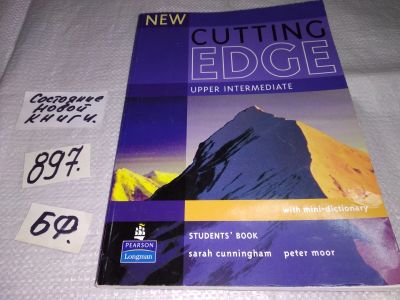 NEW
CUTTING
EDGE
UPPER INTERMEDIATE
with mini-dictionary
STUDENTS' BOOK
sarah cunningham peter moor
PEARSON
Longman
Состояние
новой
книги.
897.
6ф.